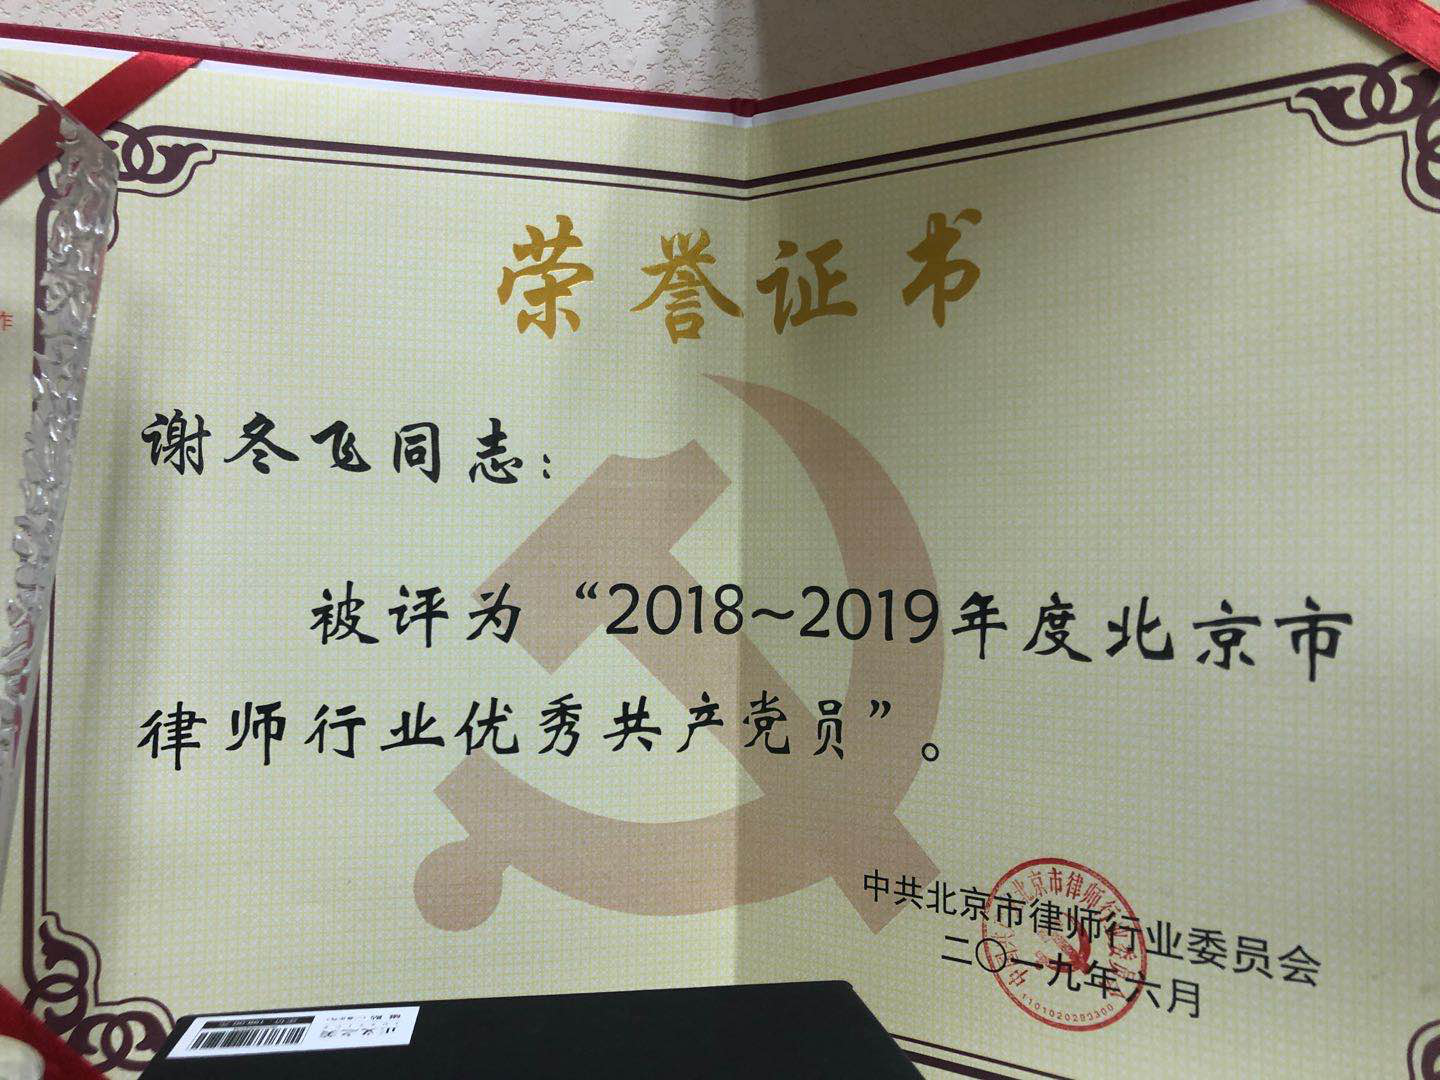 荣誉证书
谢冬飞同志：
被评为“2018~2019年度北京市
律师行业优秀共产党员”。
中共北京市律师行业委员会
二〇一九年六月
1101020283300
作